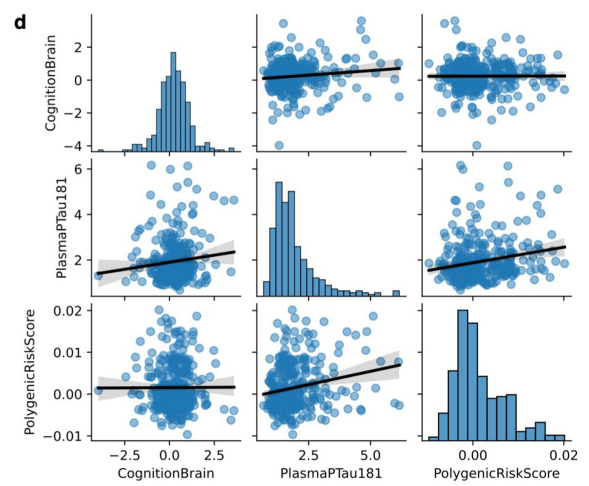 d
CognitionBrain
2
0
−2
−4
PlasmaPTau181
6
4
2
PolygenicRiskScore
0.02
0.01
0.00
−0.01
−2.5 0.0 2.5 2.5 5.0 0.00 0.02
CognitionBrain PlasmaPTau181 PolygenicRiskScore